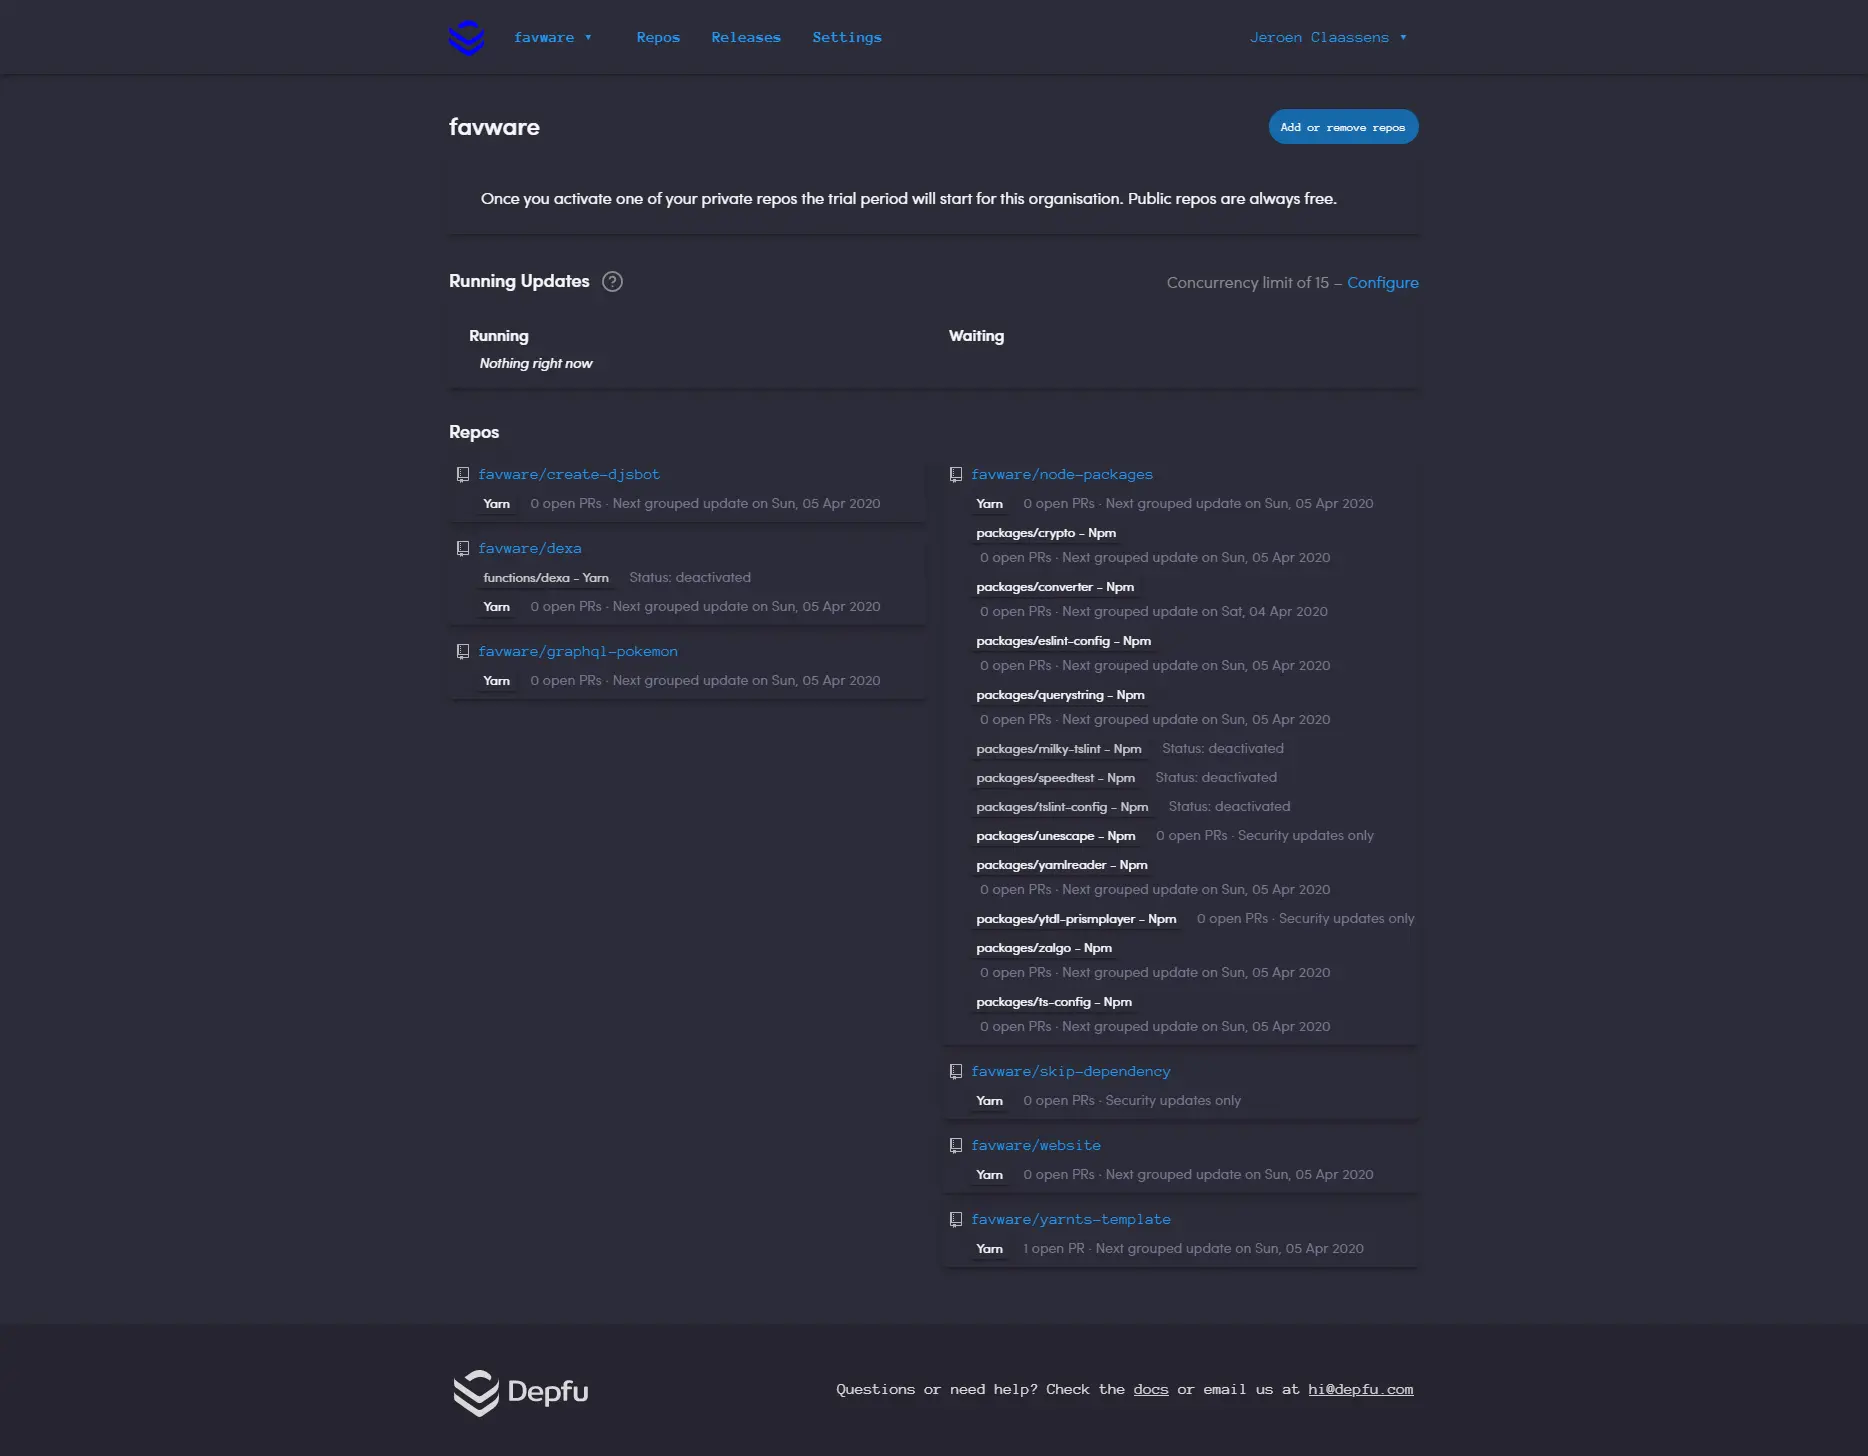 favware ▾ Repos Releases Settings Jeroen Claassens ▾
favware Add or remove repos
Once you activate one of your private repos the trial period will start for this organisation. Public repos are always free.
Running Updates ? Concurrency limit of 15 – Configure
Running
Nothing right now
Waiting
Repos
favware/create-djsbot
Yarn 0 open PRs · Next grouped update on Sun, 05 Apr 2020
favware/dexa
functions/dexa - Yarn Status: deactivated
Yarn 0 open PRs · Next grouped update on Sun, 05 Apr 2020
favware/graphql-pokemon
Yarn 0 open PRs · Next grouped update on Sun, 05 Apr 2020
favware/node-packages
Yarn 0 open PRs · Next grouped update on Sun, 05 Apr 2020
packages/crypto - Npm
0 open PRs · Next grouped update on Sun, 05 Apr 2020
packages/converter - Npm
0 open PRs · Next grouped update on Sat, 04 Apr 2020
packages/eslint-config - Npm
0 open PRs · Next grouped update on Sun, 05 Apr 2020
packages/querystring - Npm
0 open PRs · Next grouped update on Sun, 05 Apr 2020
packages/milky-tslint - Npm Status: deactivated
packages/speedtest - Npm Status: deactivated
packages/tslint-config - Npm Status: deactivated
packages/unescape - Npm 0 open PRs · Security updates only
packages/yamlreader - Npm
0 open PRs · Next grouped update on Sun, 05 Apr 2020
packages/ytdl-prismplayer - Npm 0 open PRs · Security updates only
packages/zalgo - Npm
0 open PRs · Next grouped update on Sun, 05 Apr 2020
packages/ts-config - Npm
0 open PRs · Next grouped update on Sun, 05 Apr 2020
favware/skip-dependency
Yarn 0 open PRs · Security updates only
favware/website
Yarn 0 open PRs · Next grouped update on Sun, 05 Apr 2020
favware/yarnts-template
Yarn 1 open PR · Next grouped update on Sun, 05 Apr 2020
Depfu Questions or need help? Check the docs or email us at hi@depfu.com